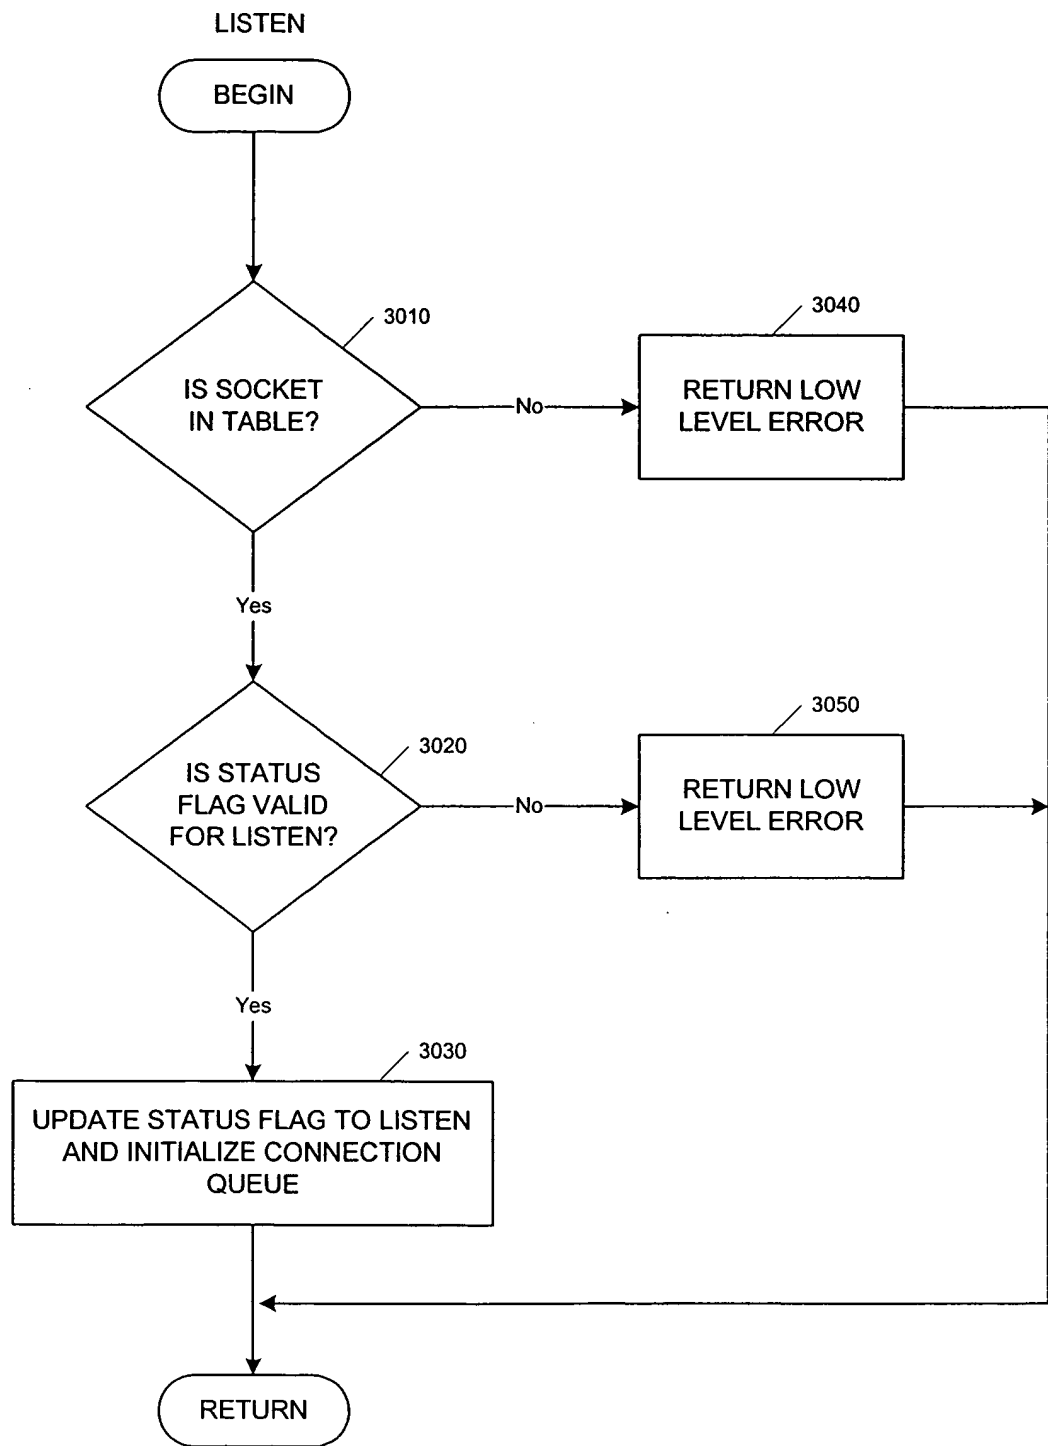 LISTEN
BEGIN
3010
IS SOCKET
IN TABLE?
No
3040
RETURN LOW
LEVEL ERROR
Yes
3020
IS STATUS
FLAG VALID
FOR LISTEN?
No
3050
RETURN LOW
LEVEL ERROR
Yes
3030
UPDATE STATUS FLAG TO LISTEN
AND INITIALIZE CONNECTION
QUEUE
RETURN